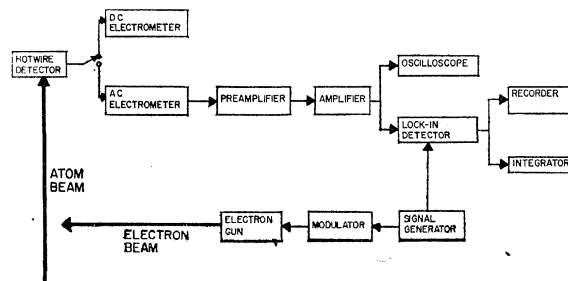 DC
ELECTROMETER
HOTWIRE
DETECTOR
AC
ELECTROMETER
PREAMPLIFIER
AMPLIFIER
OSCILLOSCOPE
LOCK-IN
DETECTOR
RECORDER
INTEGRATOR
ATOM
BEAM
ELECTRON
BEAM
ELECTRON
GUN
MODULATOR
SIGNAL
GENERATOR